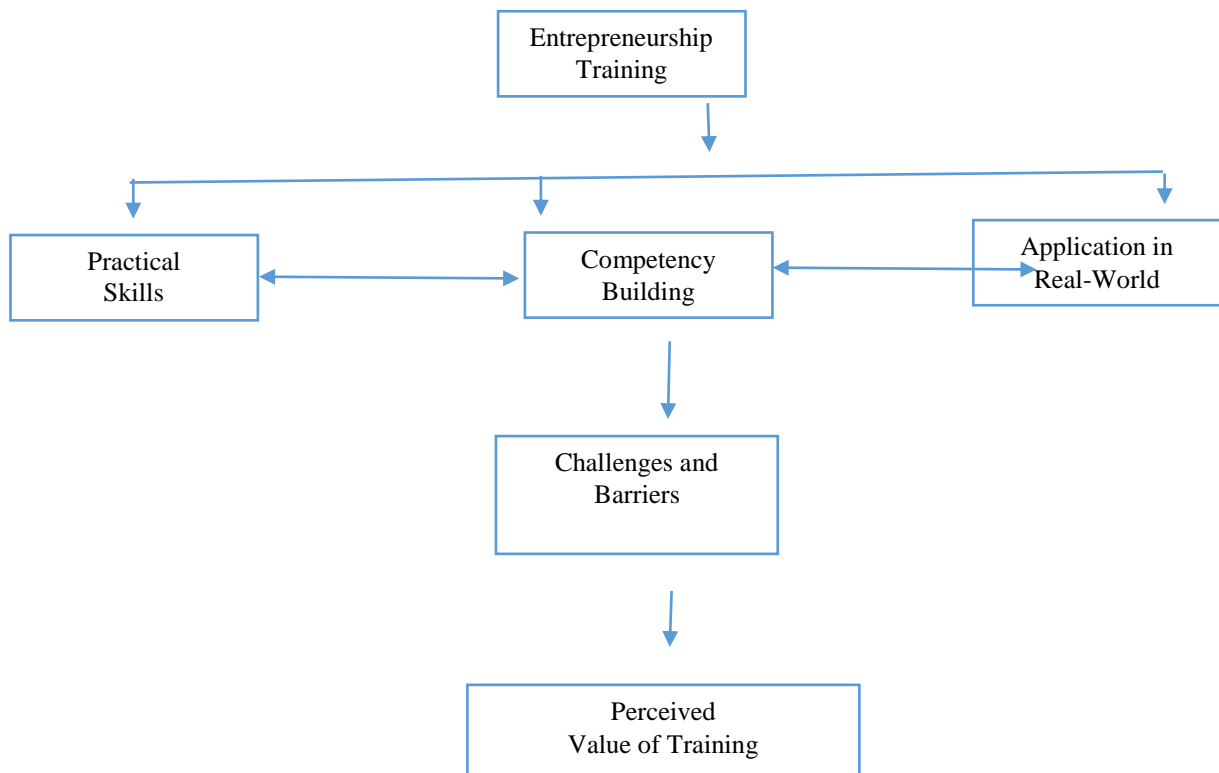 Entrepreneurship
Training
Practical
Skills
Competency
Building
Application in
Real-World
Challenges and
Barriers
Perceived
Value of Training